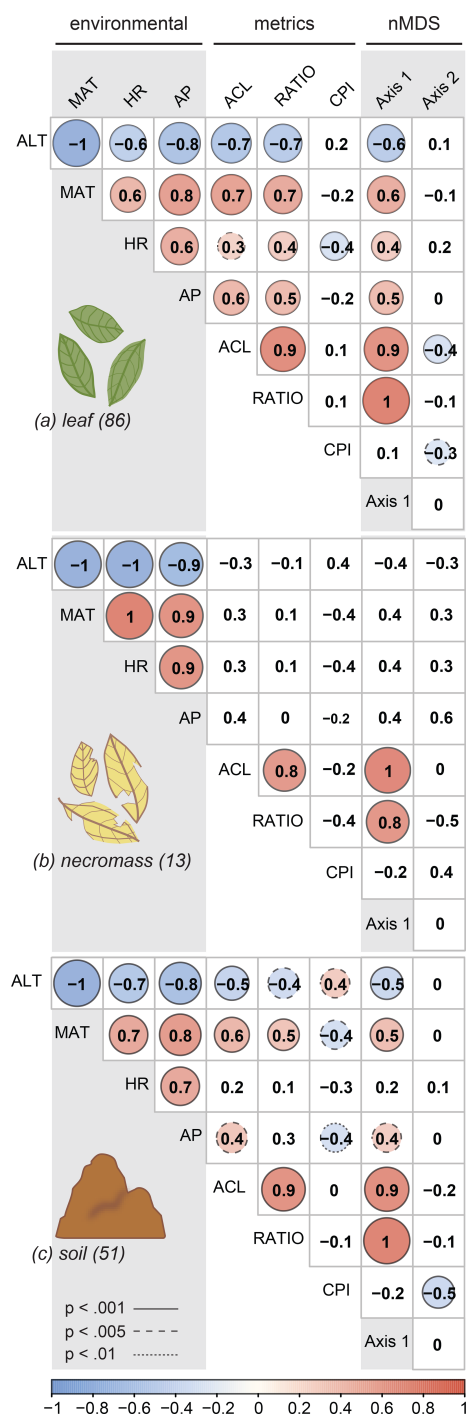 environmental metrics nMDS
MAT HR AP ACL RATIO CPI Axis 1 Axis 2
ALT −1 −0.6 −0.8 −0.7 −0.7 0.2 −0.6 0.1
MAT 0.6 0.8 0.7 0.7 −0.2 0.6 −0.1
HR 0.6 0.3 0.4 −0.4 0.4 0.2
AP 0.6 0.5 −0.2 0.5 0
ACL 0.9 0.1 0.9 −0.4
RATIO 0.1 1 −0.1
(a) leaf (86)
CPI 0.1 −0.3
Axis 1 0
ALT −1 −1 −0.9 −0.3 −0.1 0.4 −0.4 −0.3
MAT 1 0.9 0.3 0.1 −0.4 0.4 0.3
HR 0.9 0.3 0.1 −0.4 0.4 0.3
AP 0.4 0 −0.2 0.4 0.6
ACL 0.8 −0.2 1 0
RATIO −0.4 0.8 −0.5
(b) necromass (13)
CPI −0.2 0.4
Axis 1 0
ALT −1 −0.7 −0.8 −0.5 −0.4 0.4 −0.5 0
MAT 0.7 0.8 0.6 0.5 −0.4 0.5 0
HR 0.7 0.2 0.1 −0.3 0.2 0.1
AP 0.4 0.3 −0.4 0.4 0
ACL 0.9 0 0.9 −0.2
RATIO −0.1 1 −0.1
(c) soil (51)
CPI −0.2 −0.5
p < .001
p < .005
Axis 1 0
p < .01
−1 −0.8 −0.6 −0.4 −0.2 0 0.2 0.4 0.6 0.8 1